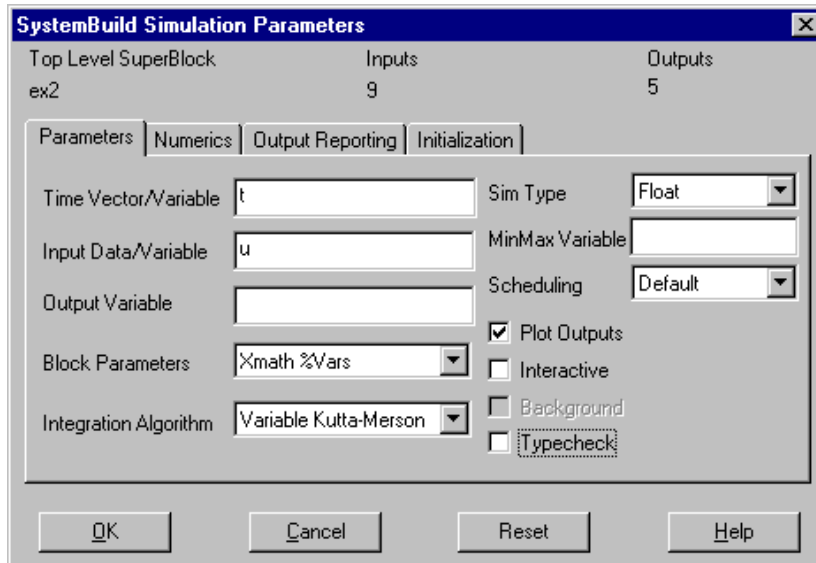 SystemBuild Simulation Parameters
Top Level SuperBlock Inputs Outputs
ex2 9 5
Parameters Numerics Output Reporting Initialization
Time Vector/Variable t Sim Type Float
Input Data/Variable u MinMax Variable
Output Variable Scheduling Default
Plot Outputs
Block Parameters Xmath %Vars Interactive
Background
Integration Algorithm Variable Kutta-Merson Typecheck
OK Cancel Reset Help